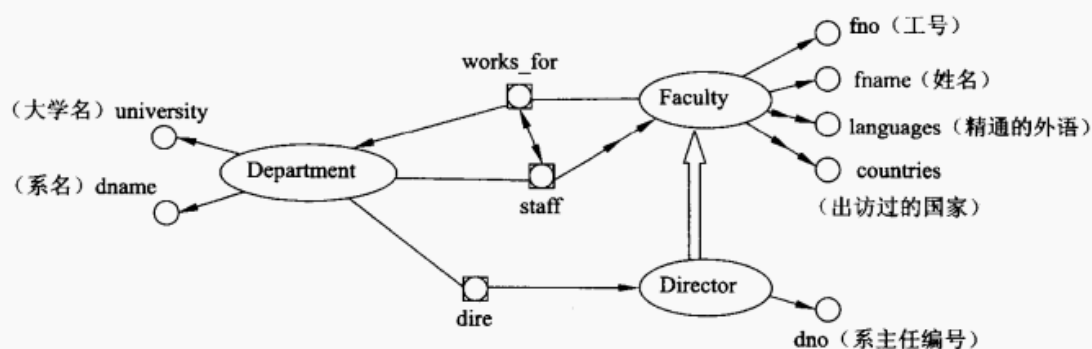 fno（工号）
works_for
fname（姓名）
Faculty
（大学名）university
languages（精通的外语）
Department
countries
（系名）dname
（出访过的国家）
staff
Director
dire
dno（系主任编号）